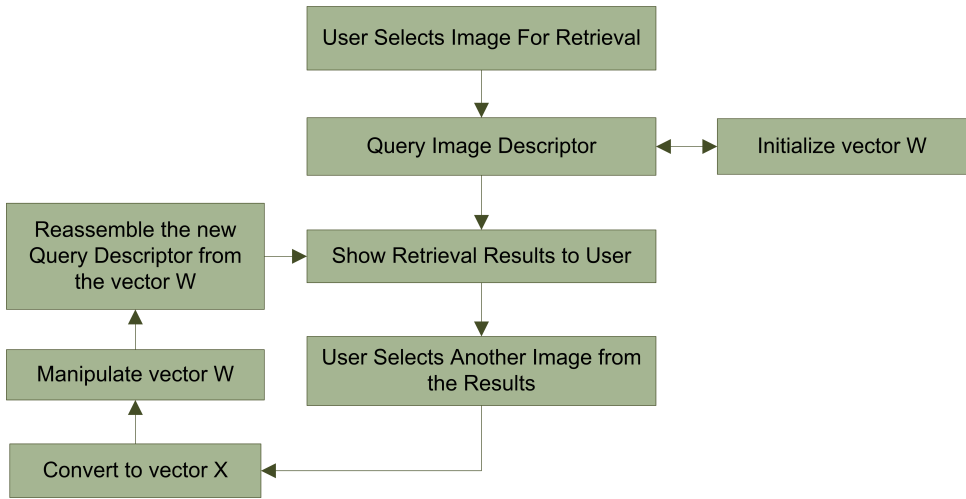 User Selects Image For Retrieval
Query Image Descriptor
Initialize vector W
Reassemble the new
Query Descriptor from
the vector W
Show Retrieval Results to User
User Selects Another Image from
the Results
Manipulate vector W
Convert to vector X